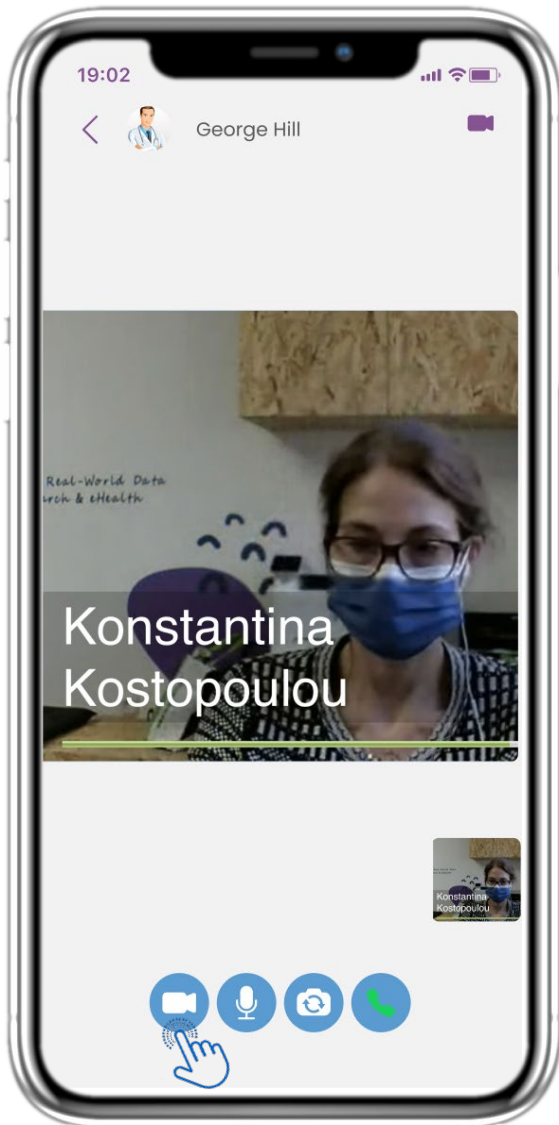 19:02
George Hill
Real-World Data
rch & eHealth
Konstantina
Kostopoulou
Konstantina
Kostopoulou